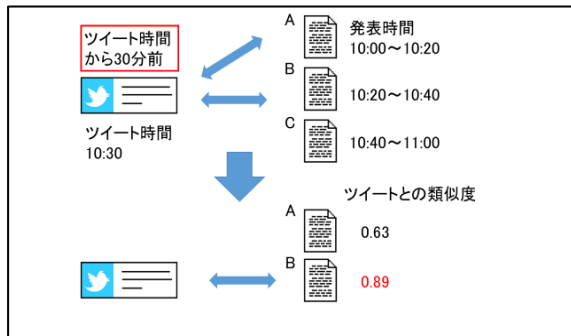 ツイート時間
から30分前
ツイート時間
10:30
A
発表時間
10:00～10:20
B
10:20～10:40
C
10:40～11:00
ツイートとの類似度
A
0.63
B
0.89